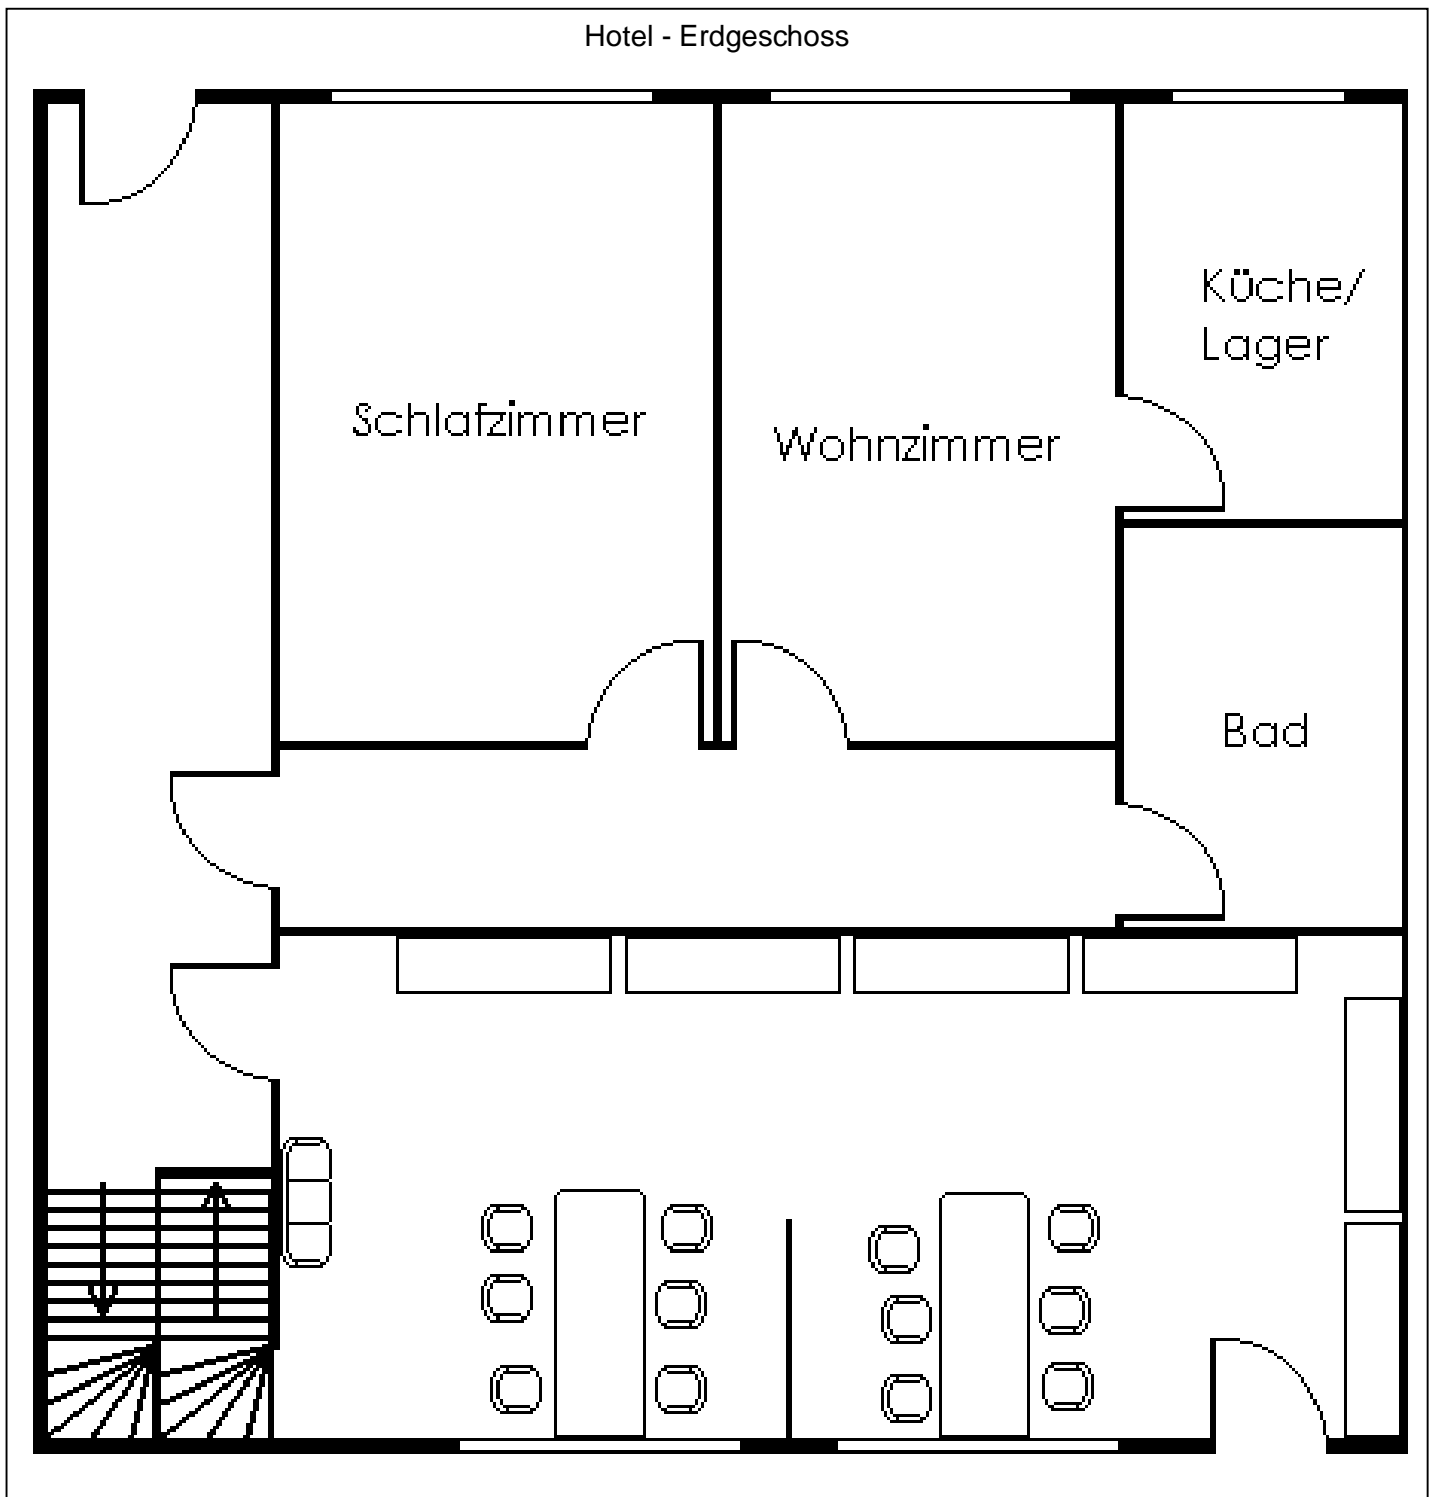 Hotel - Erdgeschoss
Küche/
Lager
Schlafzimmer
Wohnzimmer
Bad